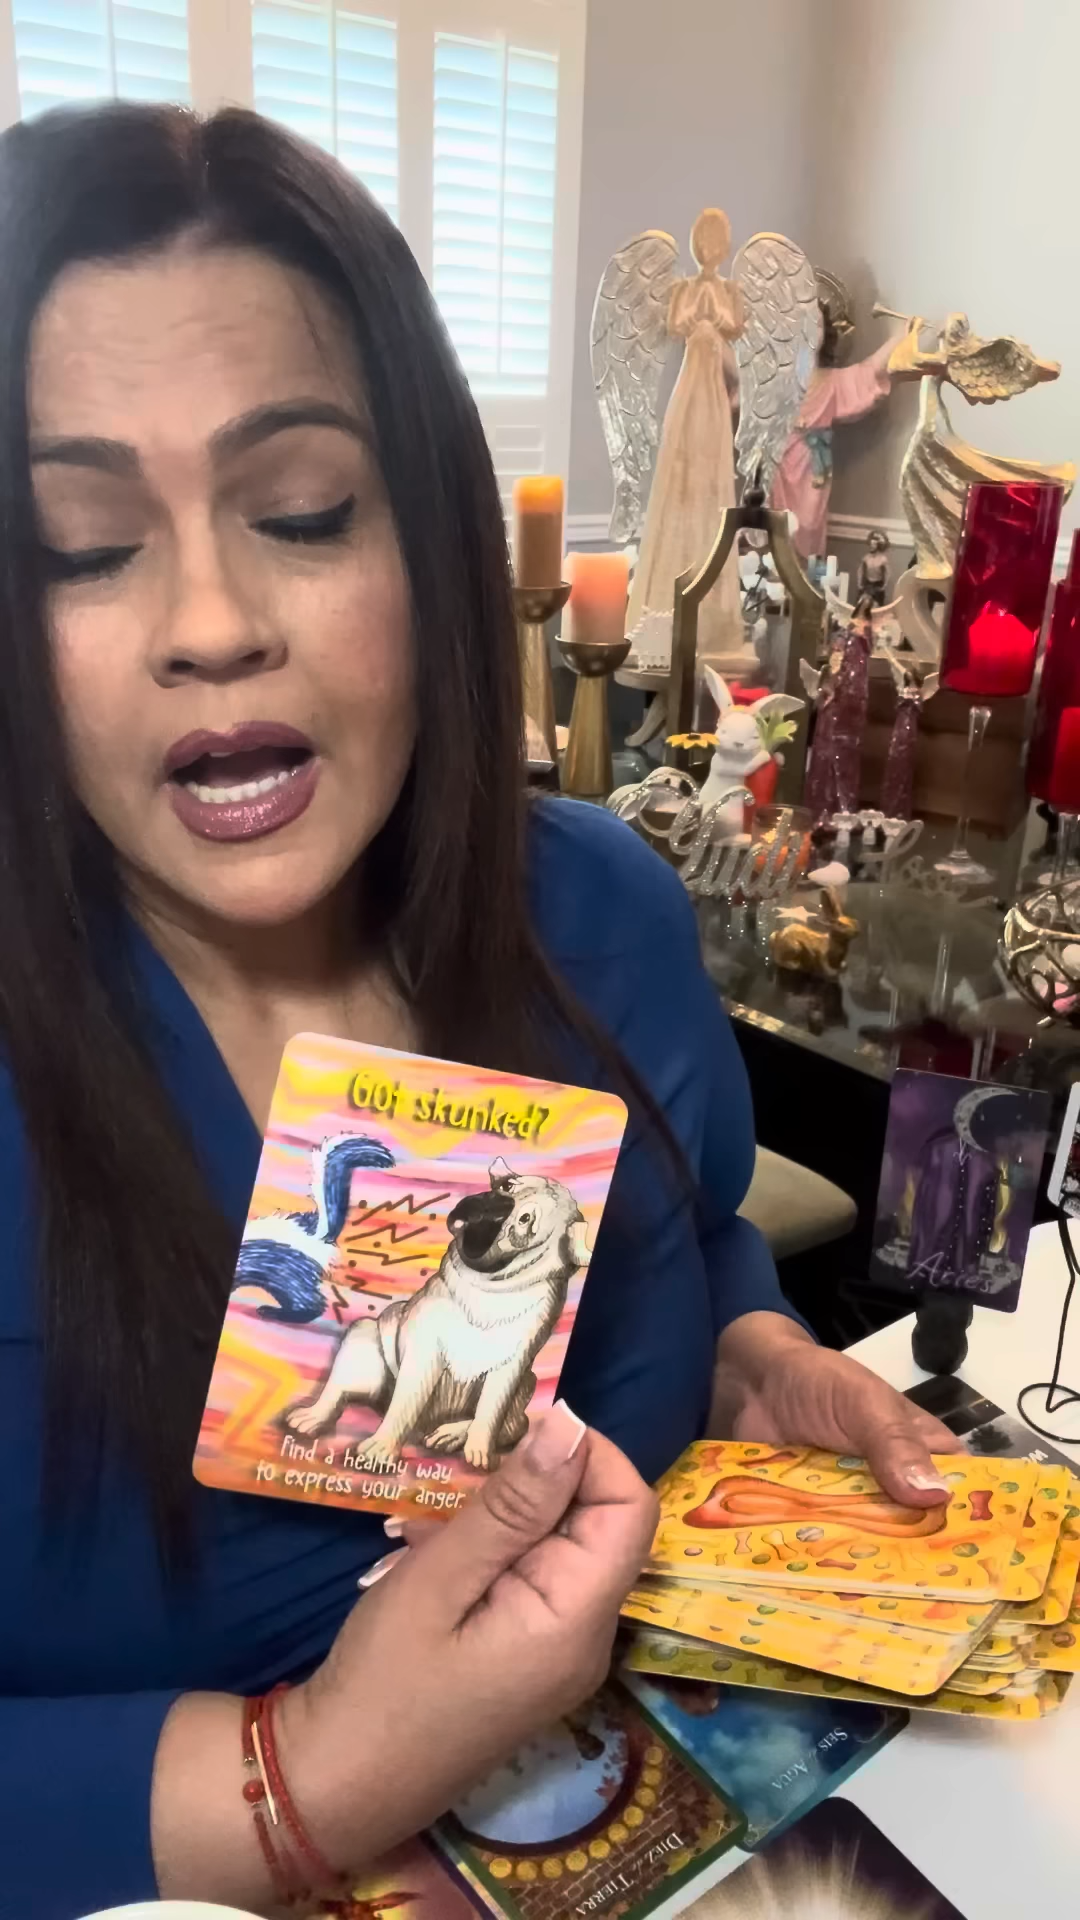 Got skunked?
Find a healthy way
to express your anger.
Aries
SEIS de AGUA
DIEZ de TIERRA